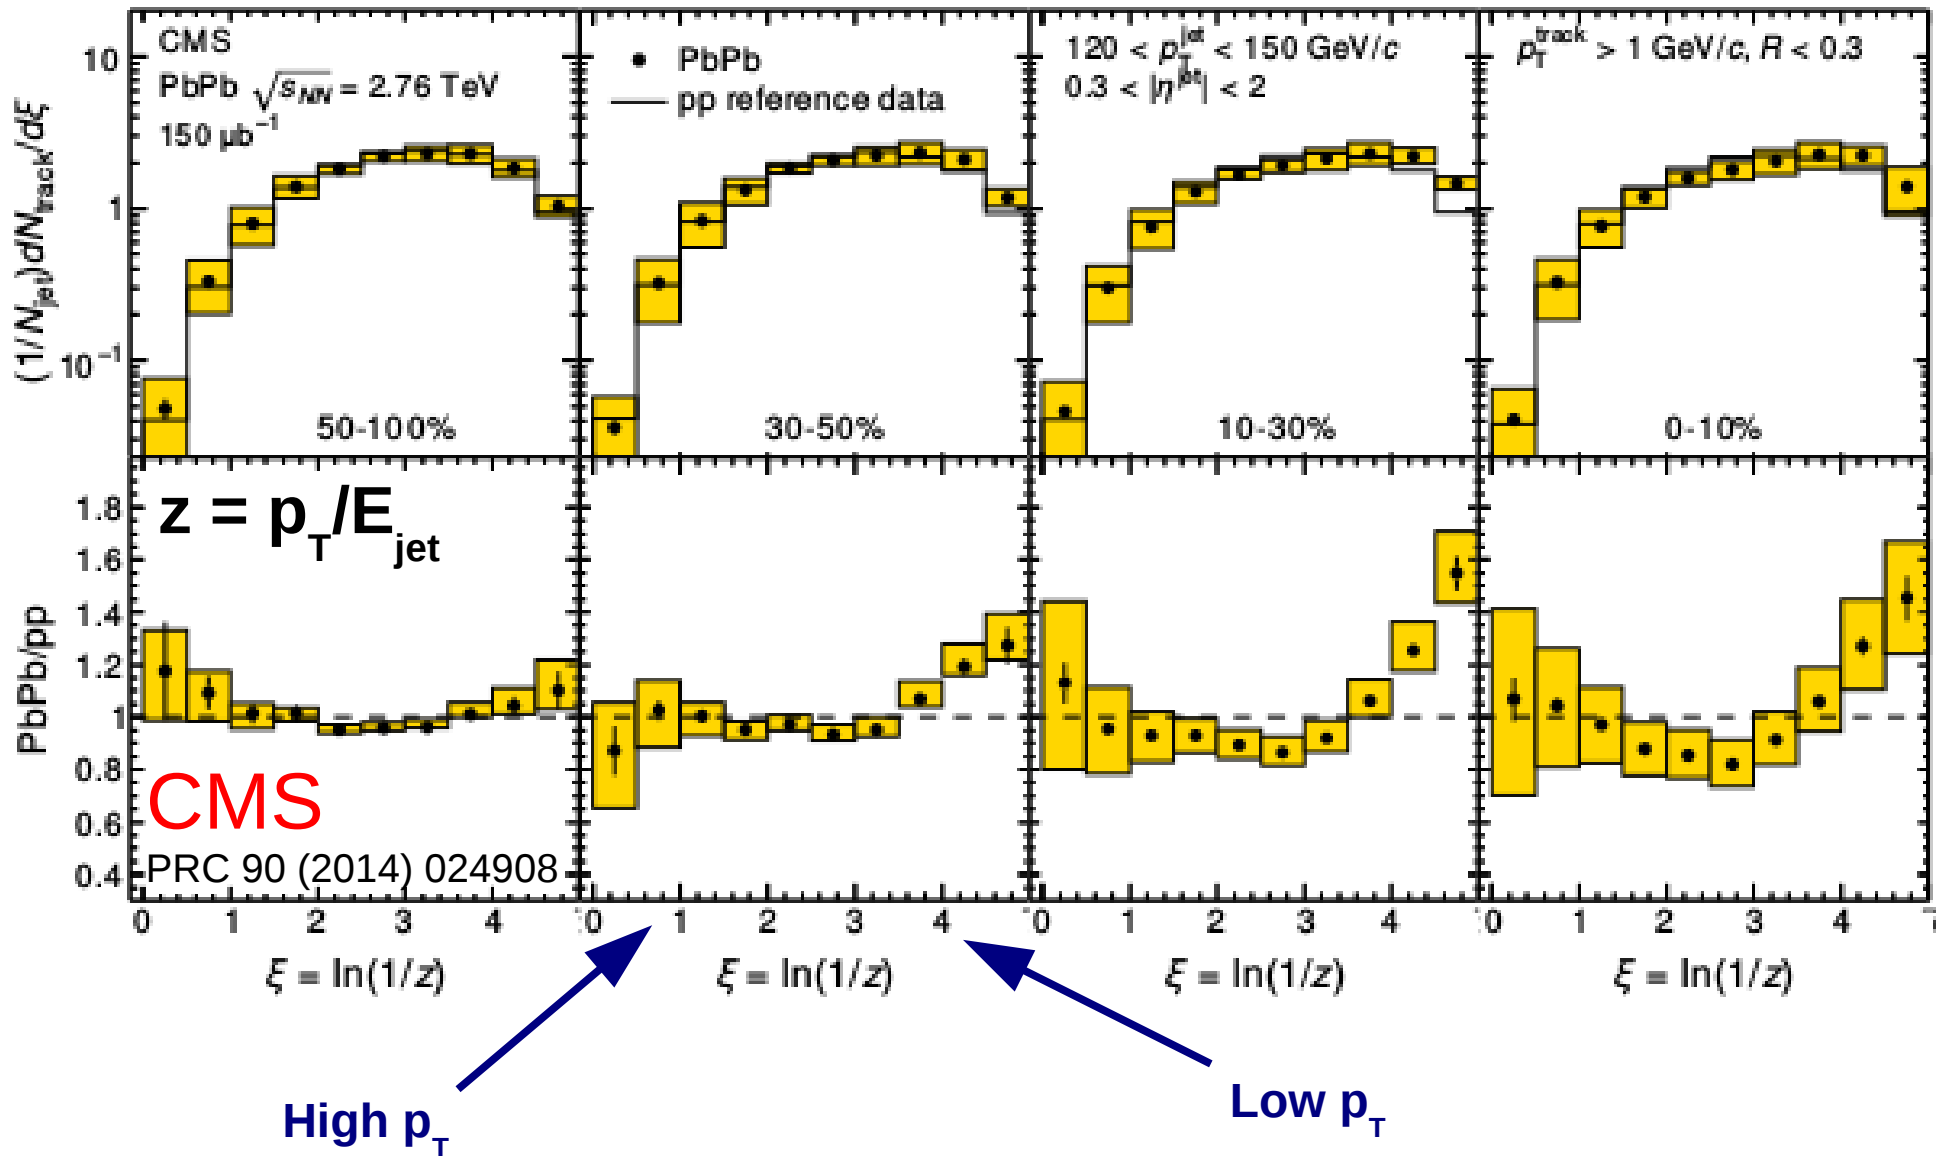 CMS
PbPb √sNN = 2.76 TeV
150 μb⁻¹
PbPb
pp reference data
120 < pTjet < 150 GeV/c
0.3 < |ηjet| < 2
pTtrack > 1 GeV/c, R < 0.3
(1/Njet)dNtrack/dξ
10
1
10⁻¹
50-100%
30-50%
10-30%
0-10%
z = pT/Ejet
PbPb/pp
1.8
1.6
1.4
1.2
1
0.8
0.6
0.4
CMS
PRC 90 (2014) 024908
0 1 2 3 4
0 1 2 3 4
0 1 2 3 4
0 1 2 3 4
ξ = ln(1/z)
ξ = ln(1/z)
ξ = ln(1/z)
ξ = ln(1/z)
High pT
Low pT